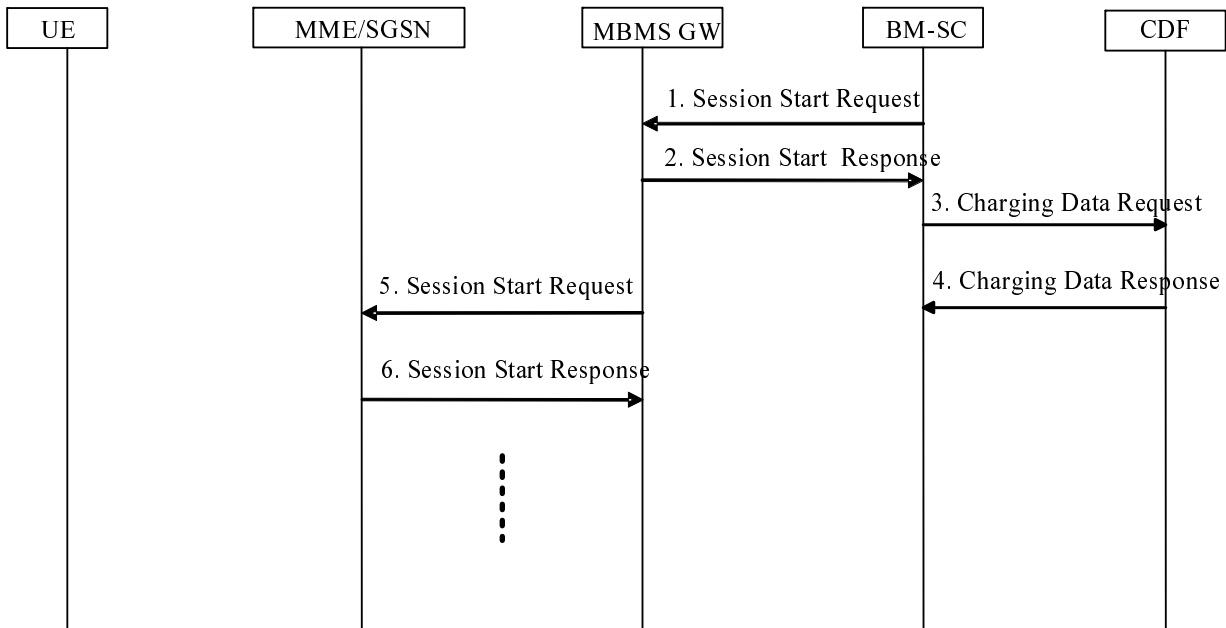 UE
MME/SGSN
MBMS GW
BM-SC
CDF
1. Session Start Request
2. Session Start Response
3. Charging Data Request
4. Charging Data Response
5. Session Start Request
6. Session Start Response